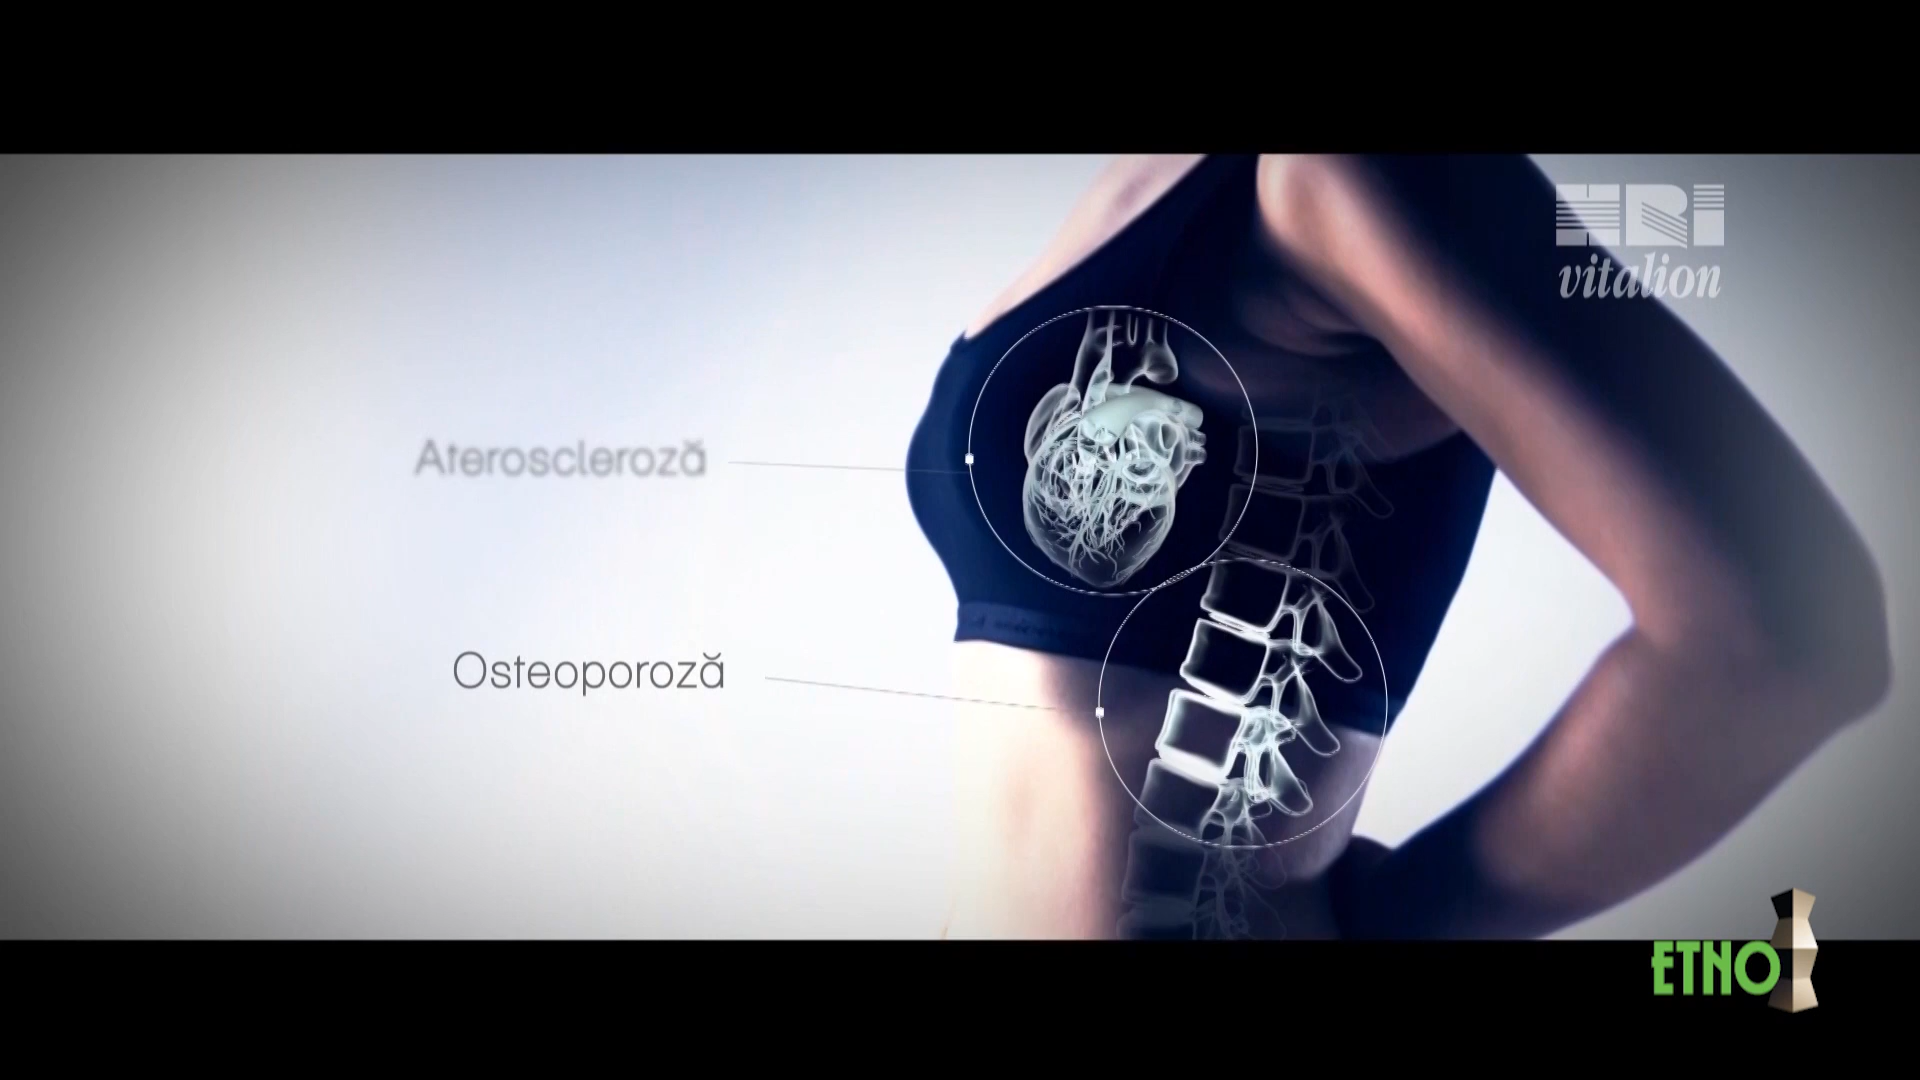 HRi
vitalion
Ateroscleroză
Osteoporoză
ETNO